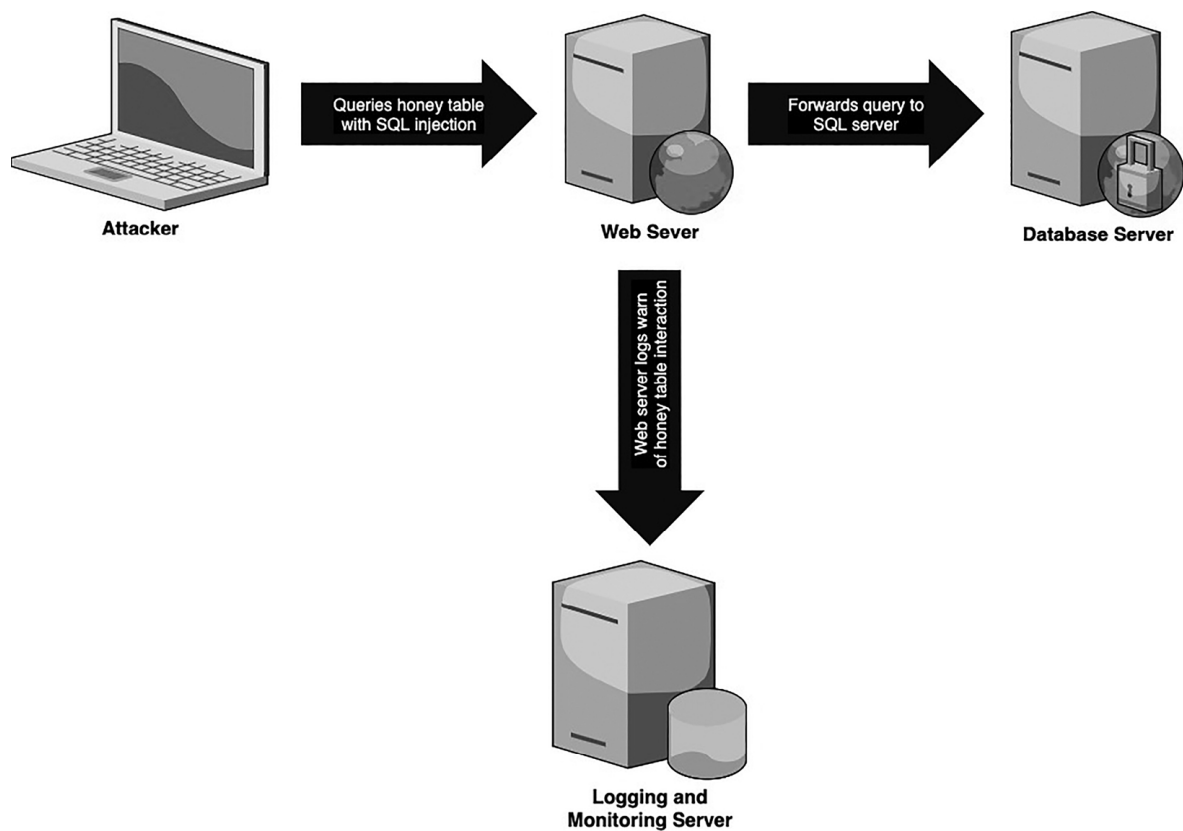 Queries honey table
with SQL injection
Forwards query to
SQL server
Attacker
Web Sever
Database Server
Web server logs warn
of honey table interaction
Logging and
Monitoring Server